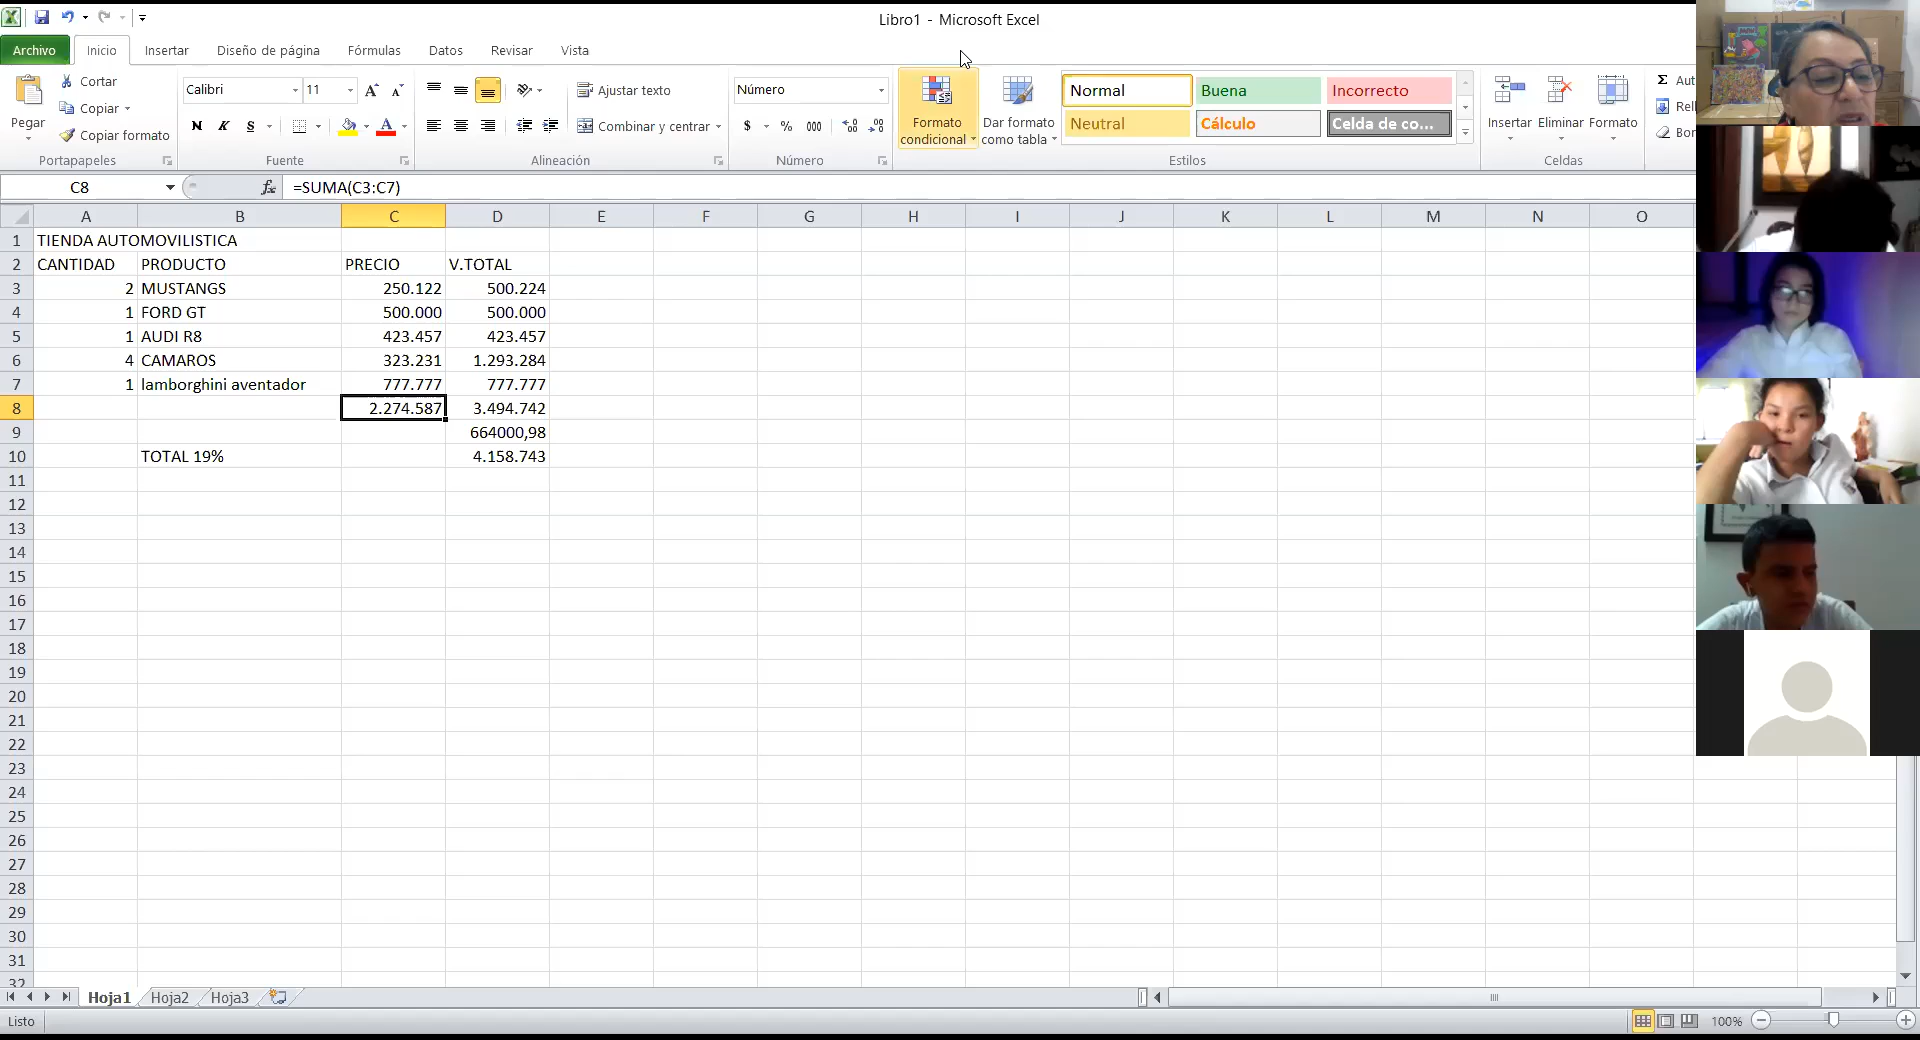 Libro1 - Microsoft Excel
Archivo Inicio Insertar Diseño de página Fórmulas Datos Revisar Vista
Pegar
Cortar
Copiar
Copiar formato
Portapapeles
Calibri 11
N K S
Fuente
Ajustar texto
Combinar y centrar
Alineación
Número
$ % 000
Número
Formato condicional
Dar formato como tabla
Normal Buena Incorrecto
Neutral Cálculo Celda de co...
Estilos
Insertar Eliminar Formato
Celdas
Σ Aut
Rell
Bor
C8 fx =SUMA(C3:C7)
A B C D E F G H I J K L M N O
1 TIENDA AUTOMOVILISTICA
2 CANTIDAD PRODUCTO PRECIO V.TOTAL
3 2 MUSTANGS 250.122 500.224
4 1 FORD GT 500.000 500.000
5 1 AUDI R8 423.457 423.457
6 4 CAMAROS 323.231 1.293.284
7 1 lamborghini aventador 777.777 777.777
8 2.274.587 3.494.742
9 664000,98
10 TOTAL 19% 4.158.743
11
12
13
14
15
16
17
18
19
20
21
22
23
24
25
26
27
28
29
30
31
32
Hoja1 Hoja2 Hoja3
Listo 100%